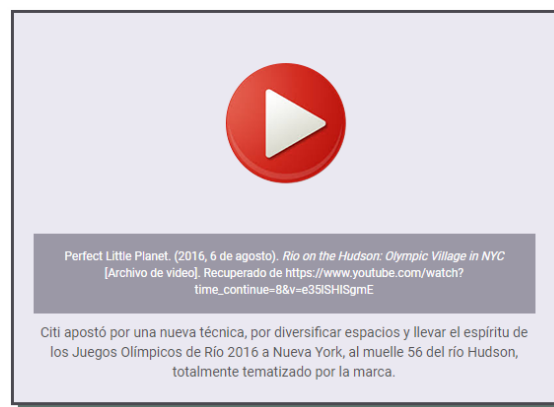 Perfect Little Planet. (2016, 6 de agosto). Rio on the Hudson: Olympic Village in NYC
[Archivo de video]. Recuperado de https://www.youtube.com/watch?
time_continue=8&v=e35lSHlSgmE
Citi apostó por una nueva técnica, por diversificar espacios y llevar el espíritu de
los Juegos Olímpicos de Río 2016 a Nueva York, al muelle 56 del río Hudson,
totalmente tematizado por la marca.